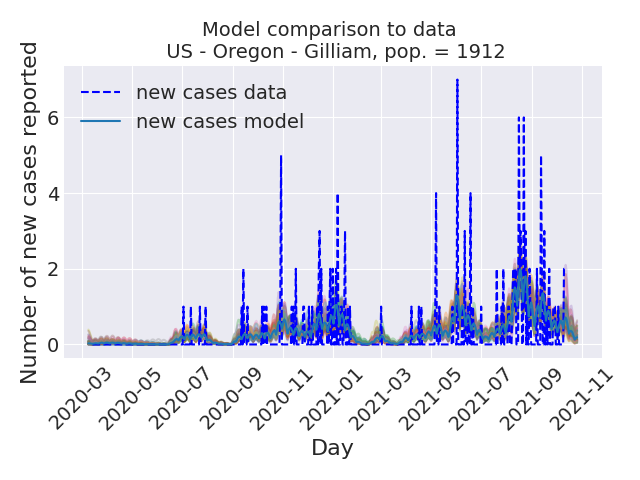 Model comparison to data
US - Oregon - Gilliam, pop. = 1912
Number of new cases reported
new cases data
new cases model
6
4
2
0
2020-03
2020-05
2020-07
2020-09
2020-11
2021-01
2021-03
2021-05
2021-07
2021-09
2021-11
Day